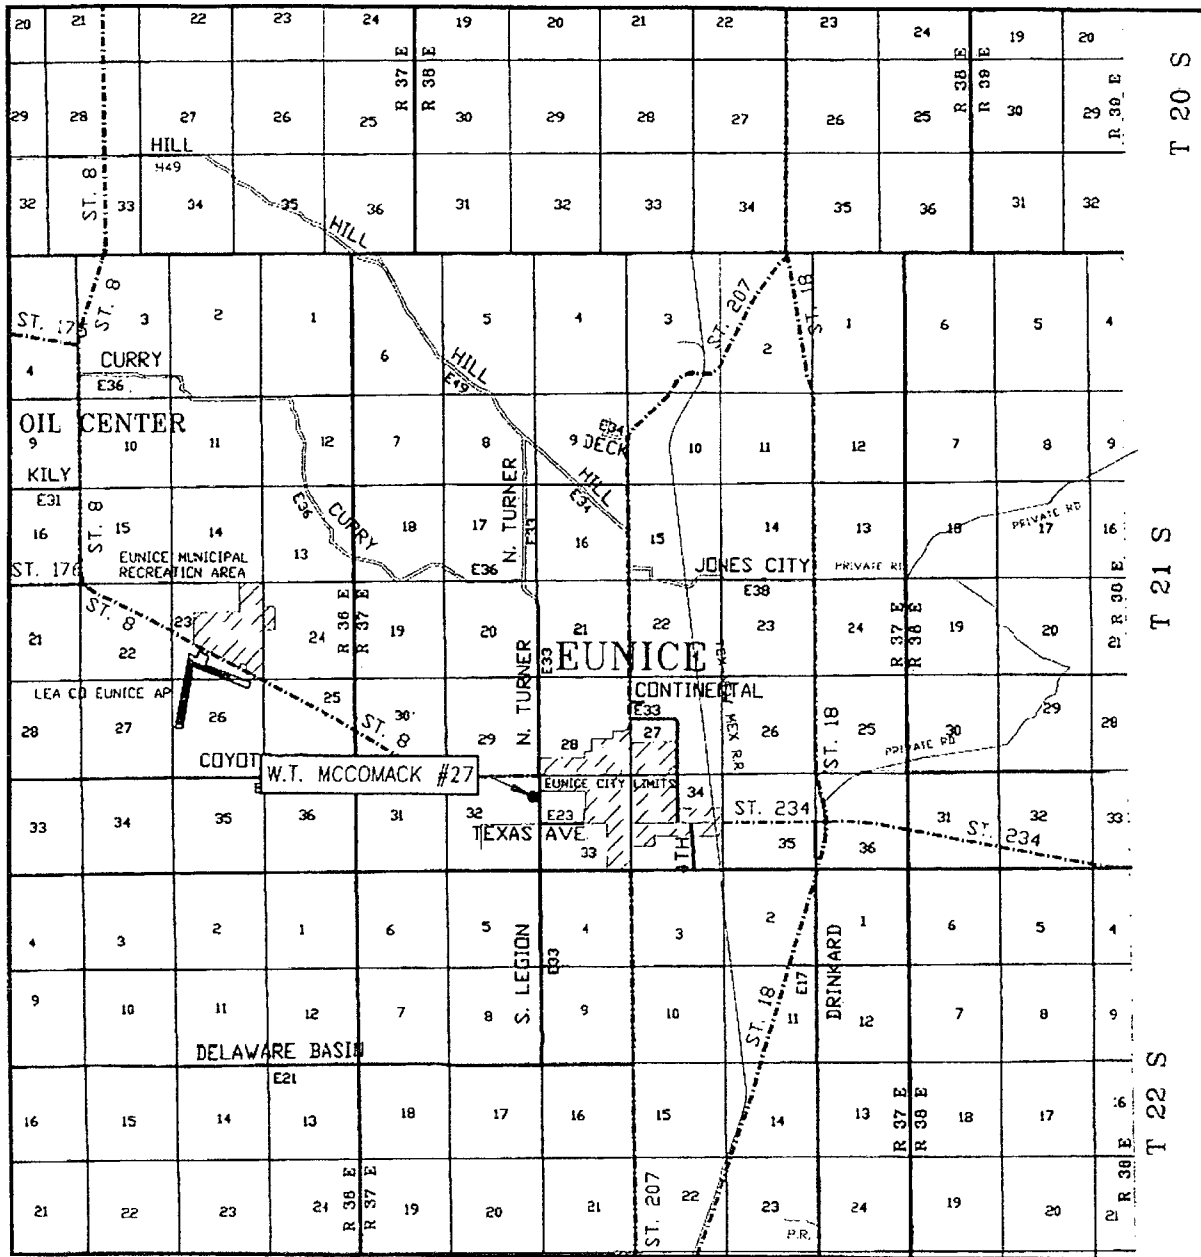 20 21 22 23 24 19 20 21 22 23 24 19 20
R 37 E
R 38 E
R 38 E
R 39 E
T 20 S
29 28 27 26 25 30 29 28 27 26 25 30 29
R 39 E
HILL
H49
32 ST. 8 33 34 35 36 31 32 33 34 35 36 31 32
HILL
ST. 8 3 2 1 5 4 3 ST. 207 ST. 18 1 6 5 4
2
4 CURRY 6 HILL
E36 E49
OIL CENTER
9 10 11 12 7 8 9 DECK 10 11 12 7 8 9
KILY N. TURNER HILL
E31 E36 CURRY E34
16 ST. 8 15 14 13 18 17 E33 16 15 14 13 18 17 16
PRIVATE RD
EUNICE MUNICIPAL
RECREATION AREA
ST. 176 E36 JONES CITY
E38
T 21 S
ST. 8 23
R 36 E
R 37 E
R 37 E
R 38 E
R 38 E
21 22 24 19 20 21 22 23 24 19 20 21
N. TURNER E33 EUNICE
LEA CO EUNICE AP CONTINENTAL
E33
28 27 26 25 30 ST. 8 29 28 27 26 ST. 18 25 30 29 28
MEX R.R.
PRIVATE RD
W.T. MCCOMACK #27
EUNICE CITY LIMITS
33 34 35 36 31 32 E23 34 ST. 234 31 32 33
TEXAS AVE 33 TH 35 36 ST. 234
4 3 2 1 6 5 4 3 2 1 6 5 4
S. LEGION E33 DRINKARD
E17
9 10 11 12 7 8 9 10 ST. 18 11 12 7 8 9
DELAWARE BASIN
E21
T 22 S
16 15 14 13 18 17 16 15 14 13 18 17 16
R 37 E
R 38 E
R 36 E
R 37 E
R 38 E
21 22 23 24 19 20 21 ST. 207 22 23 24 19 20 21
P.R.